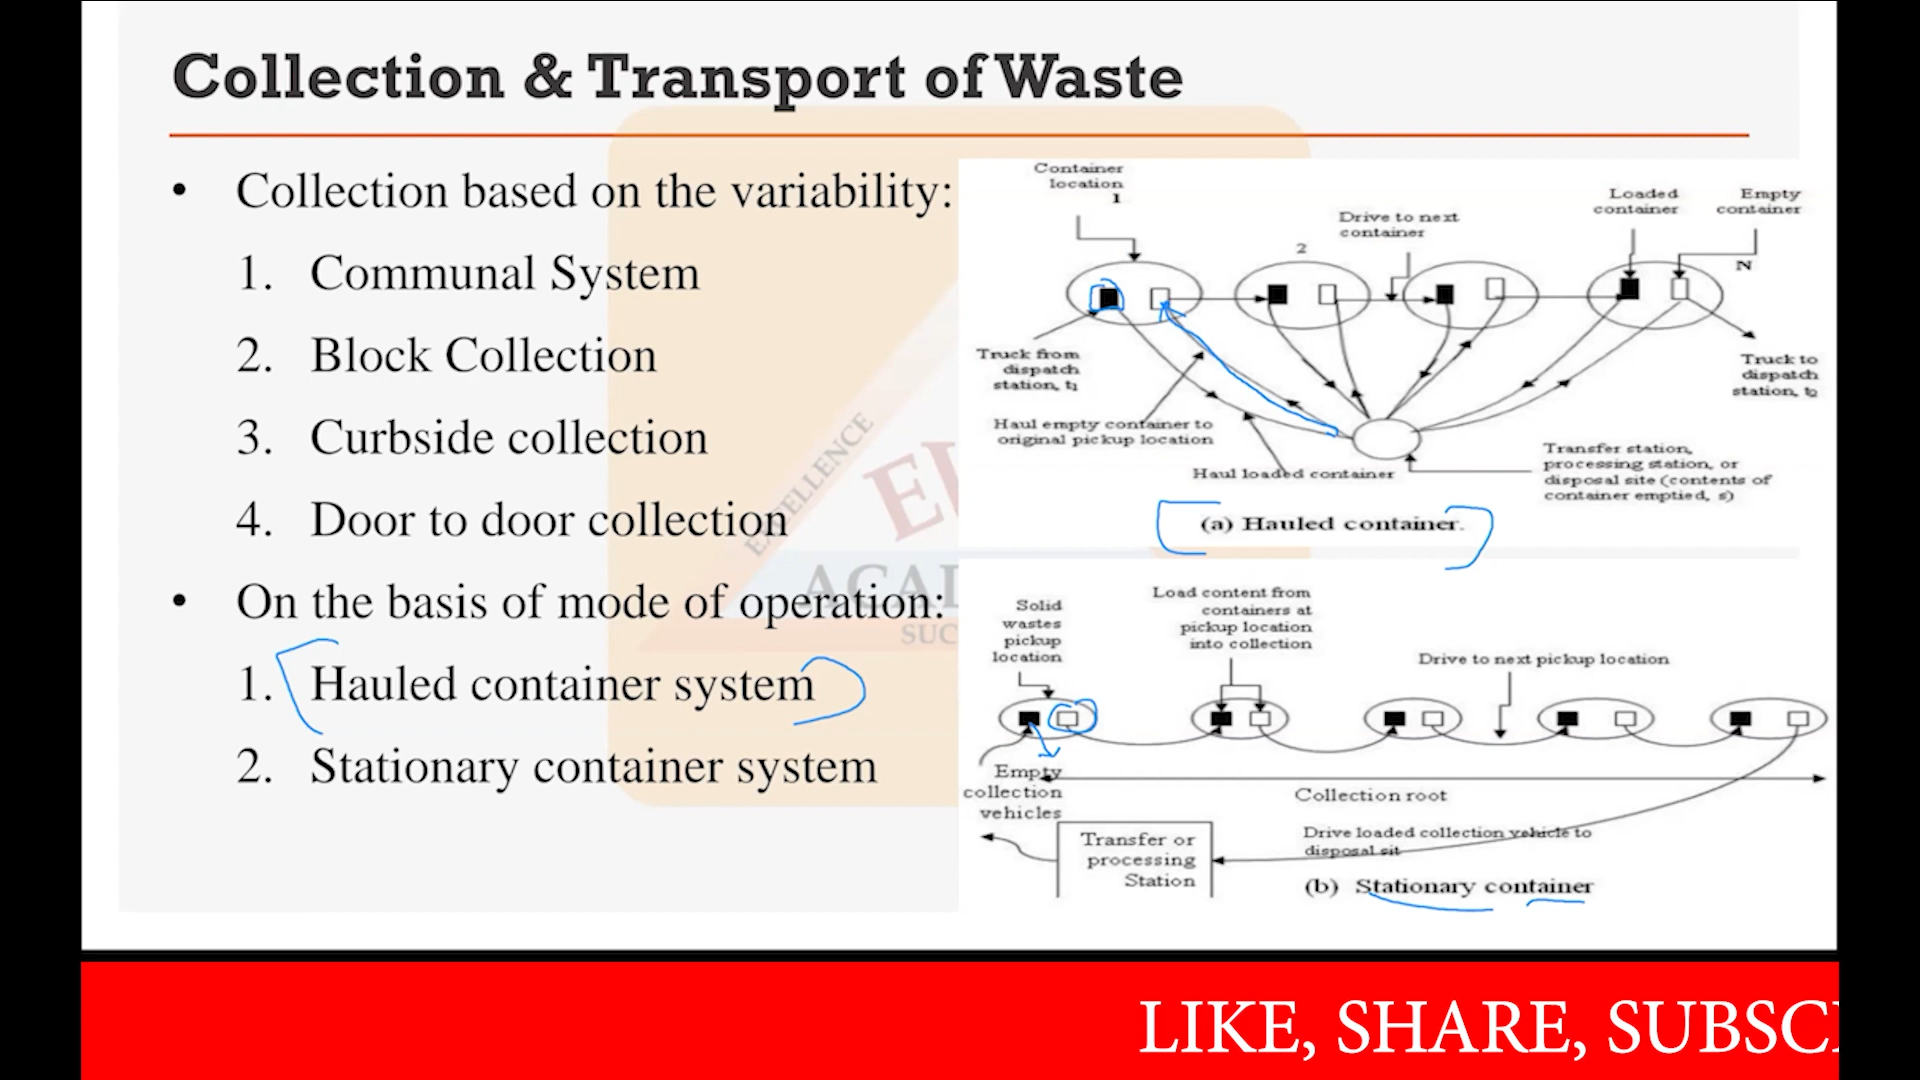 Collection & Transport of Waste
• Collection based on the variability:
1. Communal System
2. Block Collection
3. Curbside collection
4. Door to door collection
• On the basis of mode of operation:
1. Hauled container system
2. Stationary container system
EXCELLENCE
Container
location
1
2
Drive to next
container
Loaded
container
Empty
container
N
Truck from
dispatch
station, t₁
Truck to
dispatch
station, t₂
Haul empty container to
original pickup location
Haul loaded container
Transfer station,
processing station, or
disposal site (contents of
container emptied, s)
(a) Hauled container.
Solid
wastes
pickup
location
Load content from
containers at
pickup location
into collection
Drive to next pickup location
Empty
collection
vehicles
Collection root
Drive loaded collection vehicle to
disposal sit
Transfer or
processing
Station
(b) Stationary container
LIKE, SHARE, SUBSC